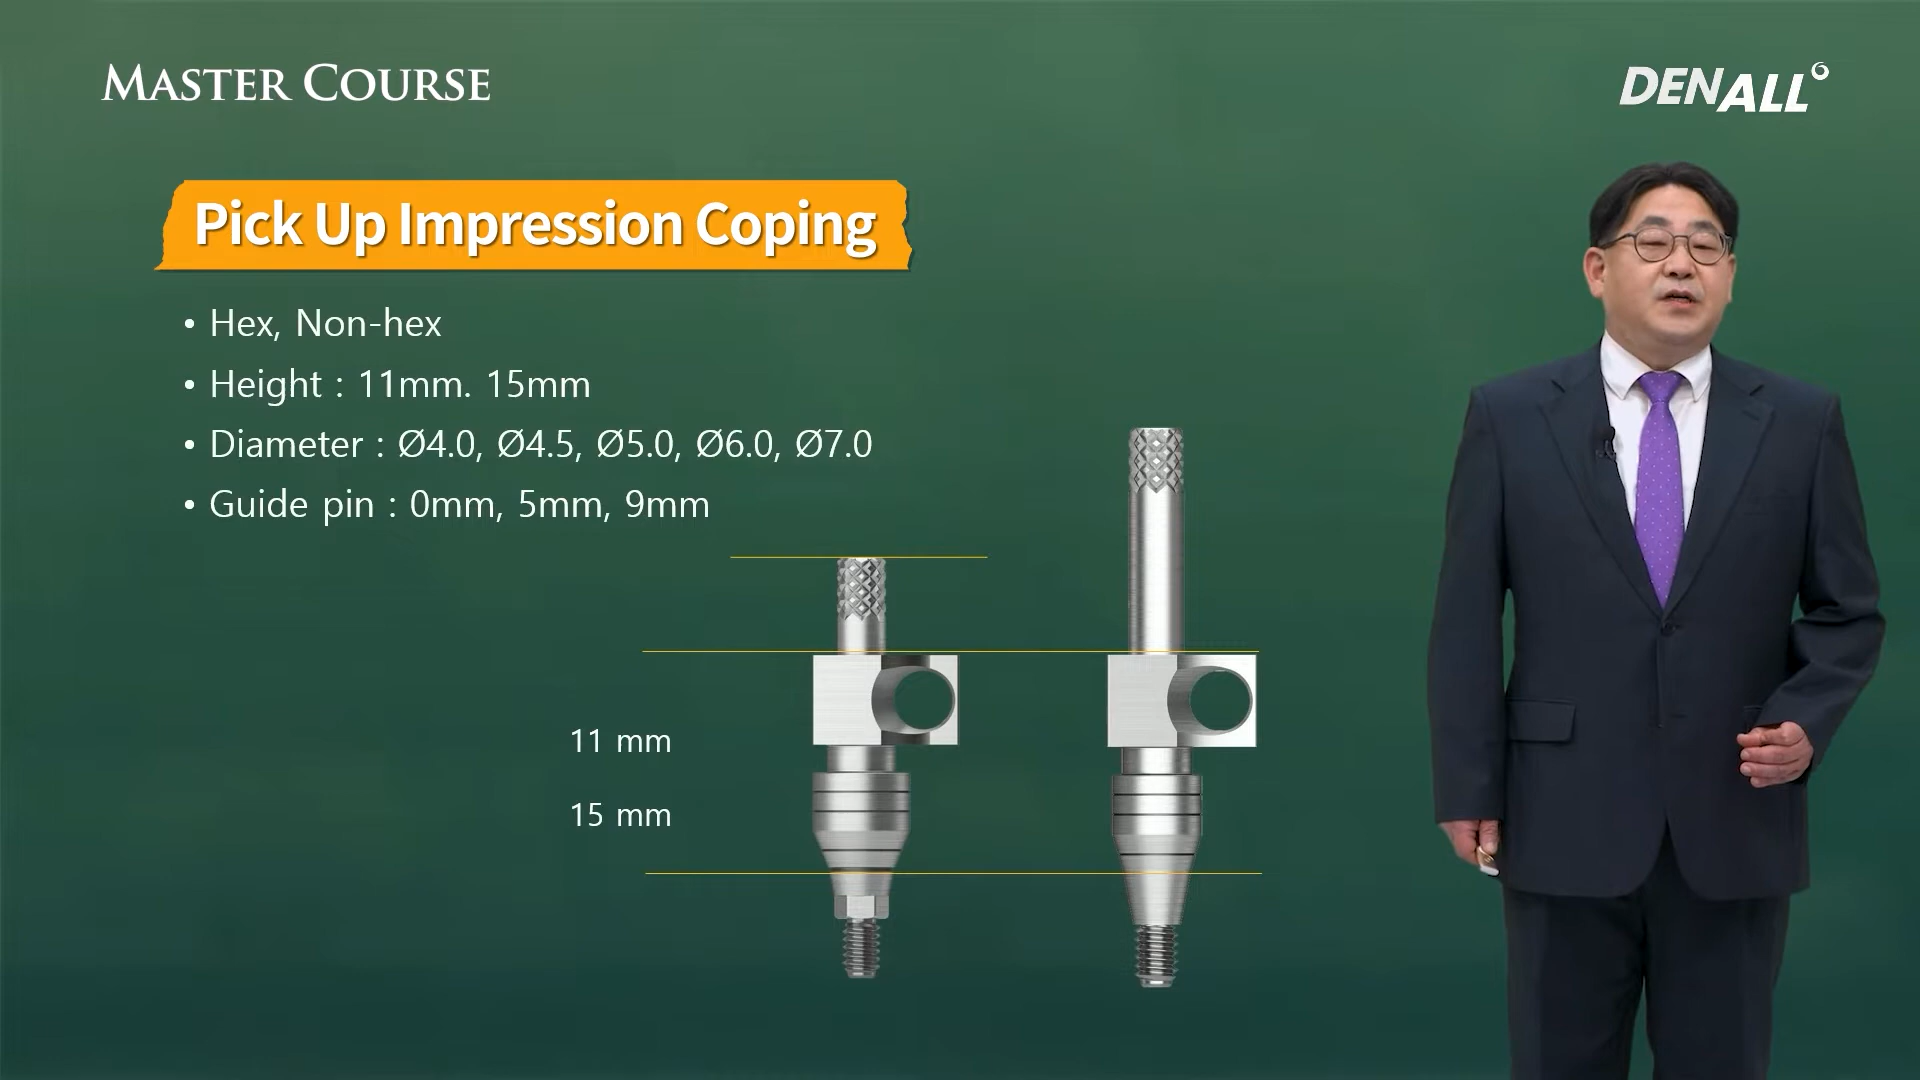 MASTER COURSE
DENALL
Pick Up Impression Coping
• Hex, Non-hex
• Height : 11mm. 15mm
• Diameter : Ø4.0, Ø4.5, Ø5.0, Ø6.0, Ø7.0
• Guide pin : 0mm, 5mm, 9mm
11 mm
15 mm